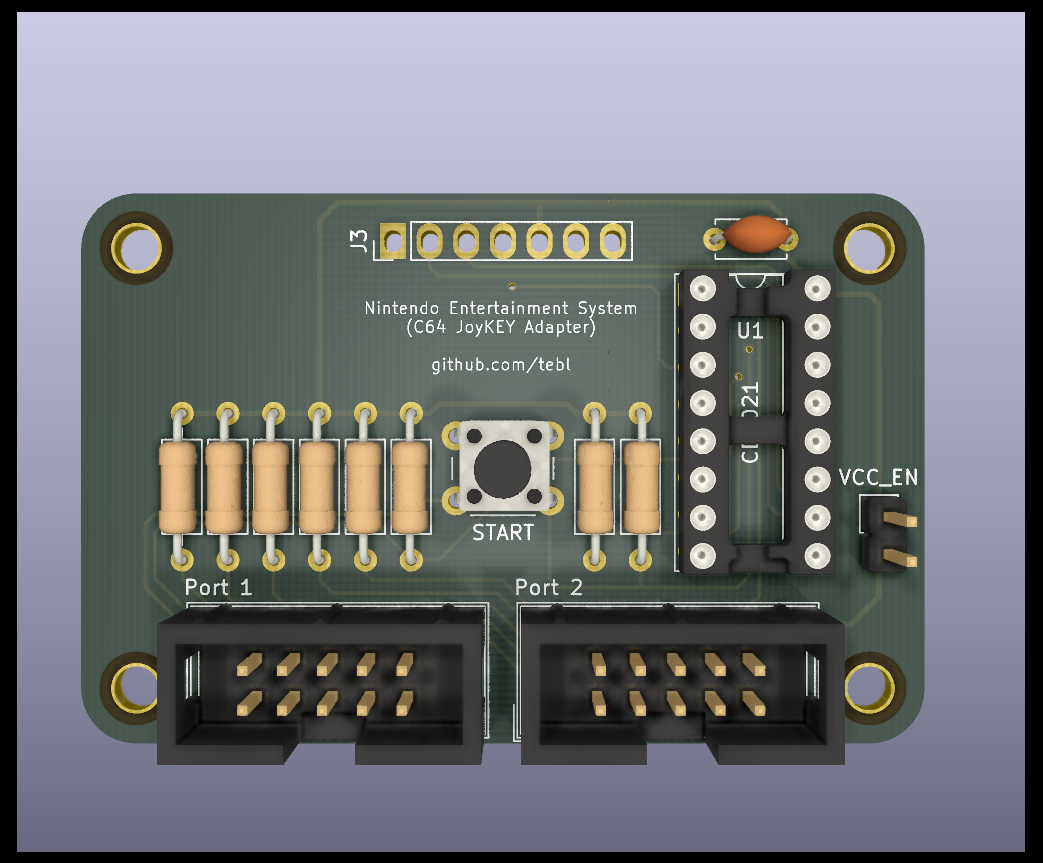 J3
Nintendo Entertainment System
(C64 JoyKEY Adapter)
github.com/tebl
U1
VCC_EN
START
Port 1
Port 2